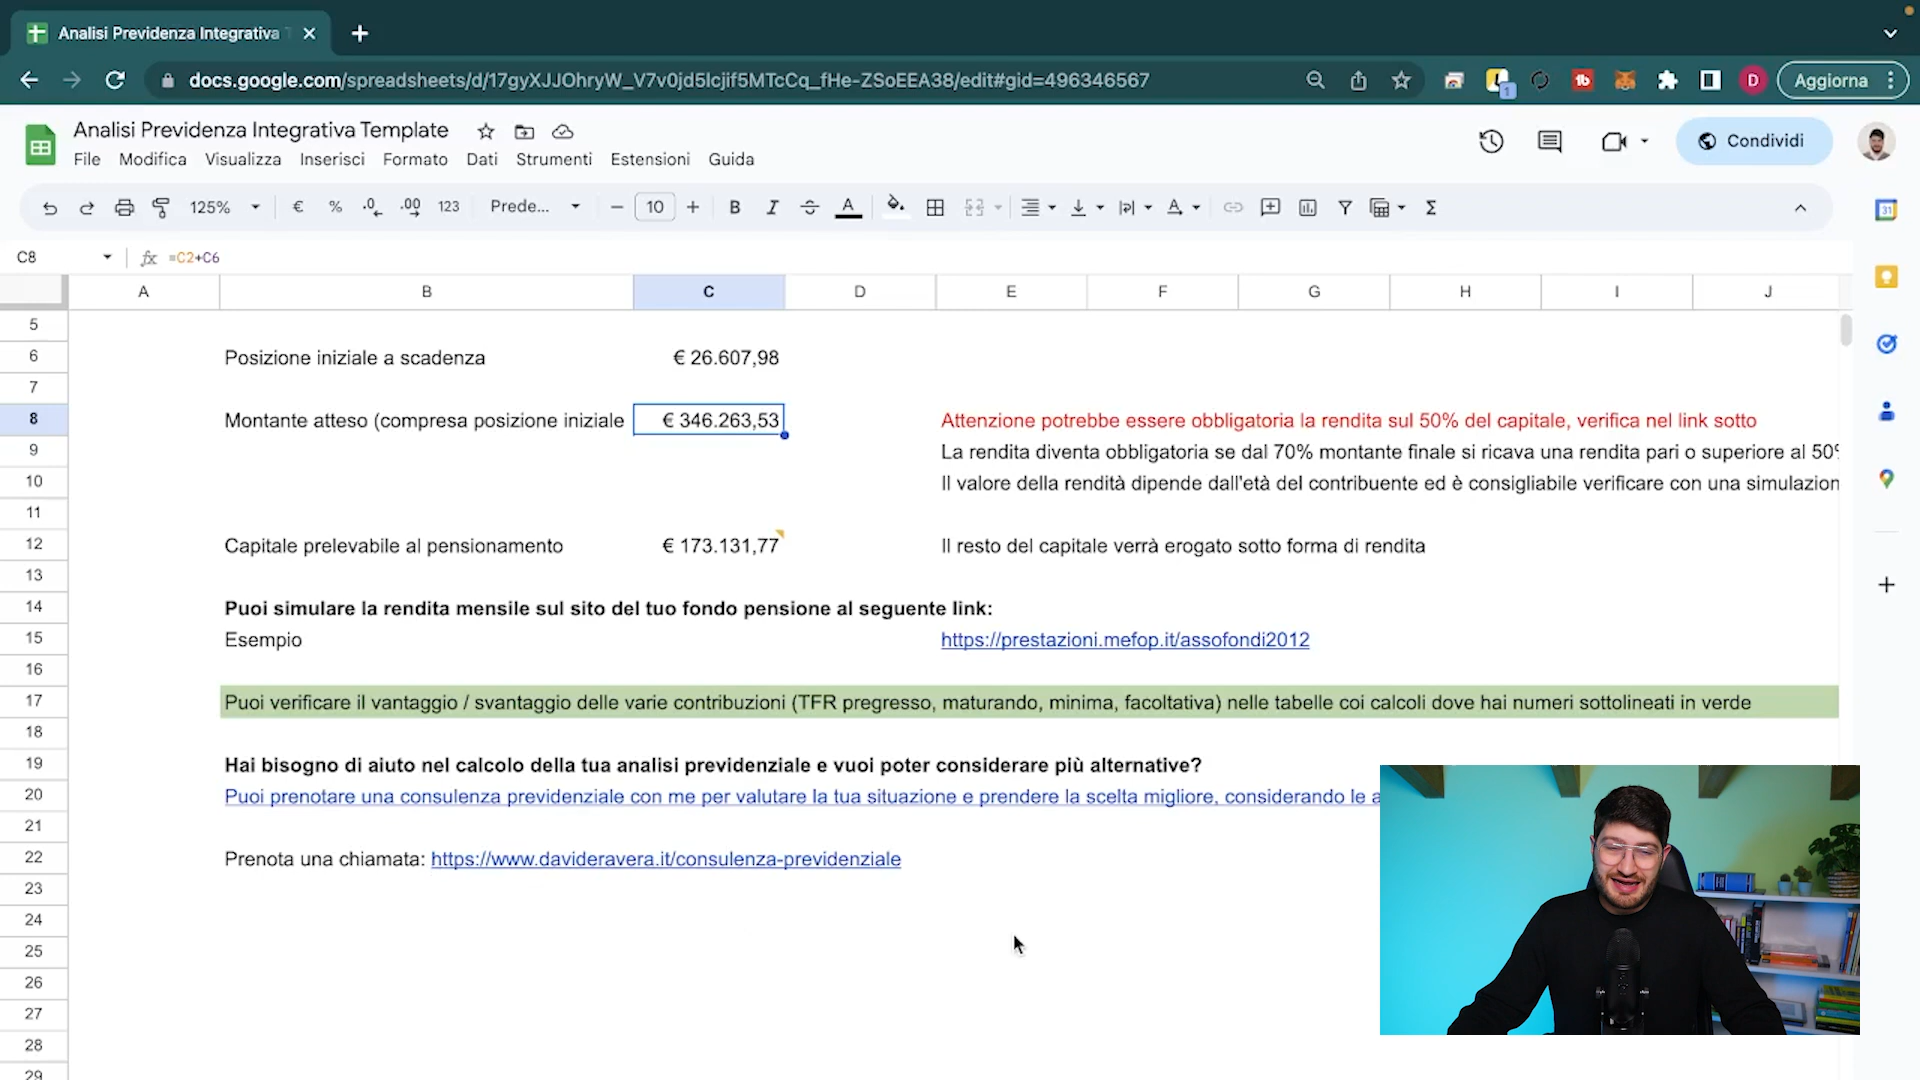 Analisi Previdenza Integrativa T
docs.google.com/spreadsheets/d/17gyXJJOhryW_V7v0jd5lcjif5MTcCq_fHe-ZSoEEA38/edit#gid=496346567
1
tb
D
Aggiorna
Analisi Previdenza Integrativa Template
File Modifica Visualizza Inserisci Formato Dati Strumenti Estensioni Guida
Condividi
125% € % .0 .00 123 Prede... 10 B I A Σ
31
C8 fx =C2+C6
A B C D E F G H I J
5
6 Posizione iniziale a scadenza € 26.607,98
7
8 Montante atteso (compresa posizione iniziale € 346.263,53 Attenzione potrebbe essere obbligatoria la rendita sul 50% del capitale, verifica nel link sotto
9 La rendita diventa obbligatoria se dal 70% montante finale si ricava una rendita pari o superiore al 50%
10 Il valore della rendità dipende dall'età del contribuente ed è consigliabile verificare con una simulazion
11
12 Capitale prelevabile al pensionamento € 173.131,77 Il resto del capitale verrà erogato sotto forma di rendita
13
14 Puoi simulare la rendita mensile sul sito del tuo fondo pensione al seguente link:
15 Esempio https://prestazioni.mefop.it/assofondi2012
16
17 Puoi verificare il vantaggio / svantaggio delle varie contribuzioni (TFR pregresso, maturando, minima, facoltativa) nelle tabelle coi calcoli dove hai numeri sottolineati in verde
18
19 Hai bisogno di aiuto nel calcolo della tua analisi previdenziale e vuoi poter considerare più alternative?
20 Puoi prenotare una consulenza previdenziale con me per valutare la tua situazione e prendere la scelta migliore, considerando le a
21
22 Prenota una chiamata: https://www.davideravera.it/consulenza-previdenziale
23
24
25
26
27
28
29